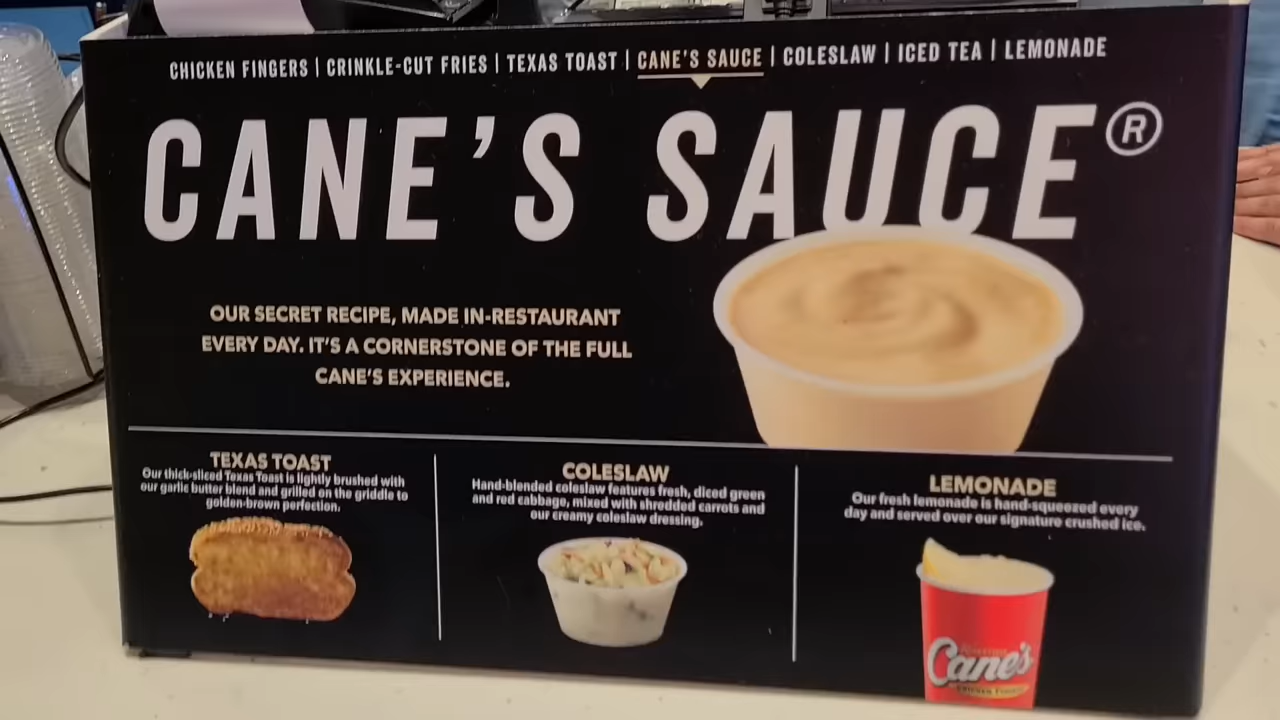 CHICKEN FINGERS | CRINKLE-CUT FRIES | TEXAS TOAST | CANE'S SAUCE | COLESLAW | ICED TEA | LEMONADE
CANE'S SAUCE®
OUR SECRET RECIPE, MADE IN-RESTAURANT
EVERY DAY. IT'S A CORNERSTONE OF THE FULL
CANE'S EXPERIENCE.
TEXAS TOAST
Our thick-sliced Texas Toast is lightly brushed with
our garlic butter blend and grilled on the griddle to
golden-brown perfection.
COLESLAW
Hand-blended coleslaw features fresh, diced green
and red cabbage, mixed with shredded carrots and
our creamy coleslaw dressing.
LEMONADE
Our fresh lemonade is hand-squeezed every
day and served over our signature crushed ice.
Cane's